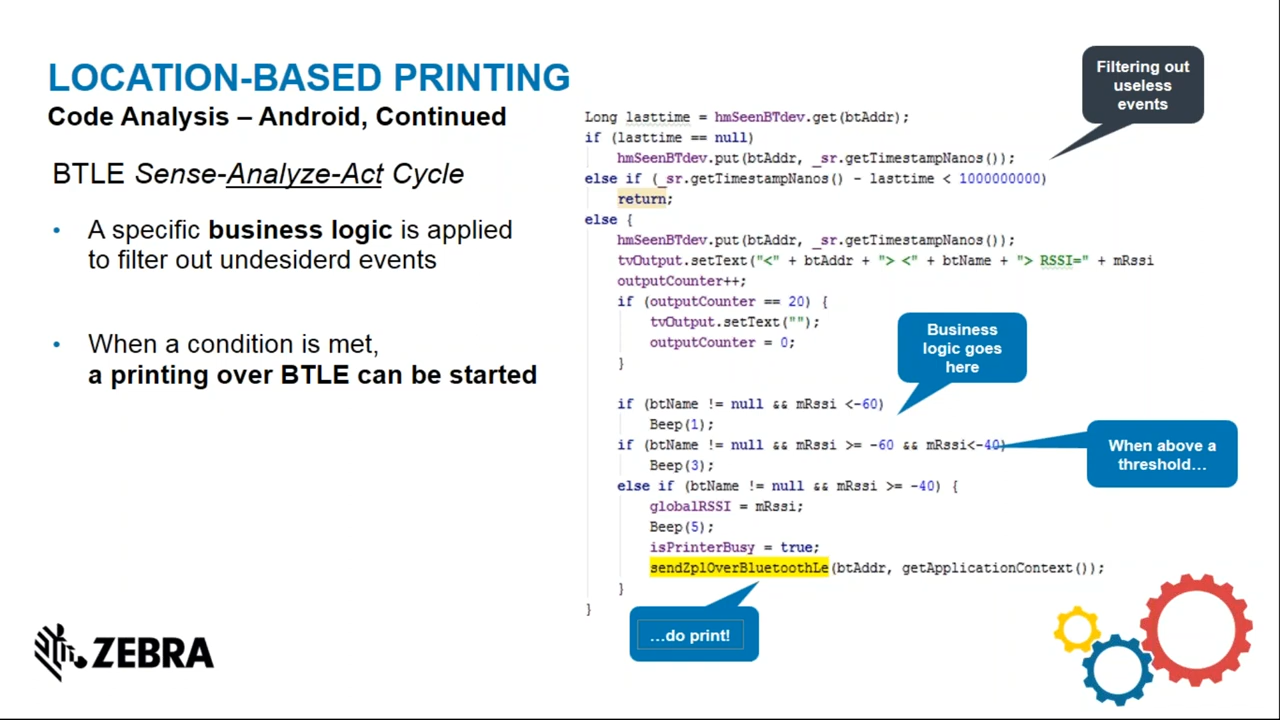 LOCATION-BASED PRINTING
Code Analysis – Android, Continued
BTLE Sense-Analyze-Act Cycle
• A specific business logic is applied
to filter out undesiderd events
• When a condition is met,
a printing over BTLE can be started
Filtering out
useless
events
Long lasttime = hmSeenBTdev.get(btAddr);
if (lasttime == null)
hmSeenBTdev.put(btAddr, _sr.getTimestampNanos());
else if (_sr.getTimestampNanos() - lasttime < 1000000000)
return;
else {
hmSeenBTdev.put(btAddr, _sr.getTimestampNanos());
tvOutput.setText("<" + btAddr + "> <" + btName + "> RSSI=" + mRssi
outputCounter++;
if (outputCounter == 20) {
tvOutput.setText("");
outputCounter = 0;
}
Business
logic goes
here
if (btName != null && mRssi <-60)
Beep(1);
if (btName != null && mRssi >= -60 && mRssi<-40)
Beep(3);
When above a
threshold…
else if (btName != null && mRssi >= -40) {
globalRSSI = mRssi;
Beep(5);
isPrinterBusy = true;
sendZplOverBluetoothLe(btAddr, getApplicationContext());
}
}
…do print!
ZEBRA